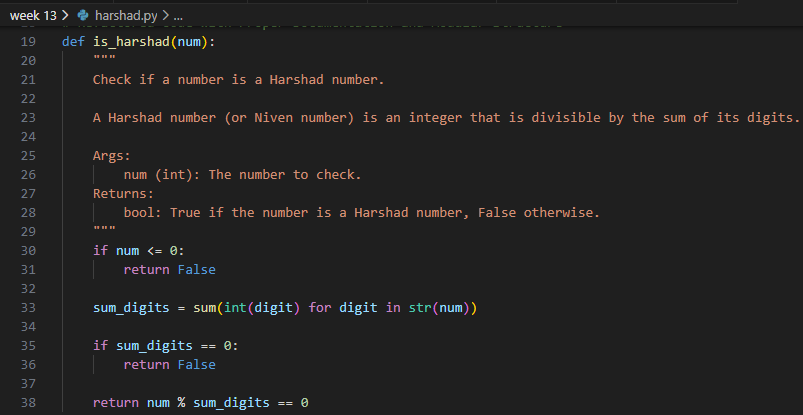 week 13 > harshad.py > ...
19 def is_harshad(num):
20 """
21 Check if a number is a Harshad number.
22
23 A Harshad number (or Niven number) is an integer that is divisible by the sum of its digits.
24
25 Args:
26 num (int): The number to check.
27 Returns:
28 bool: True if the number is a Harshad number, False otherwise.
29 """
30 if num <= 0:
31 return False
32
33 sum_digits = sum(int(digit) for digit in str(num))
34
35 if sum_digits == 0:
36 return False
37
38 return num % sum_digits == 0